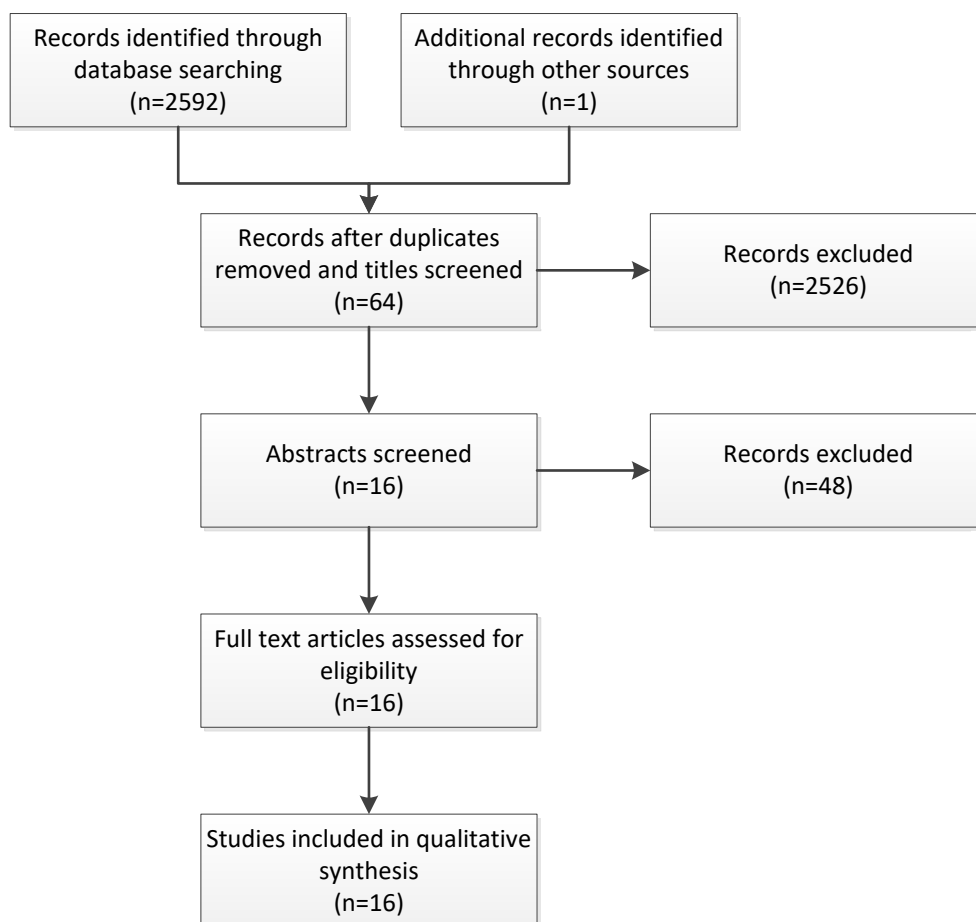 Records identified through
database searching
(n=2592)
Additional records identified
through other sources
(n=1)
Records after duplicates
removed and titles screened
(n=64)
Records excluded
(n=2526)
Abstracts screened
(n=16)
Records excluded
(n=48)
Full text articles assessed for
eligibility
(n=16)
Studies included in qualitative
synthesis
(n=16)